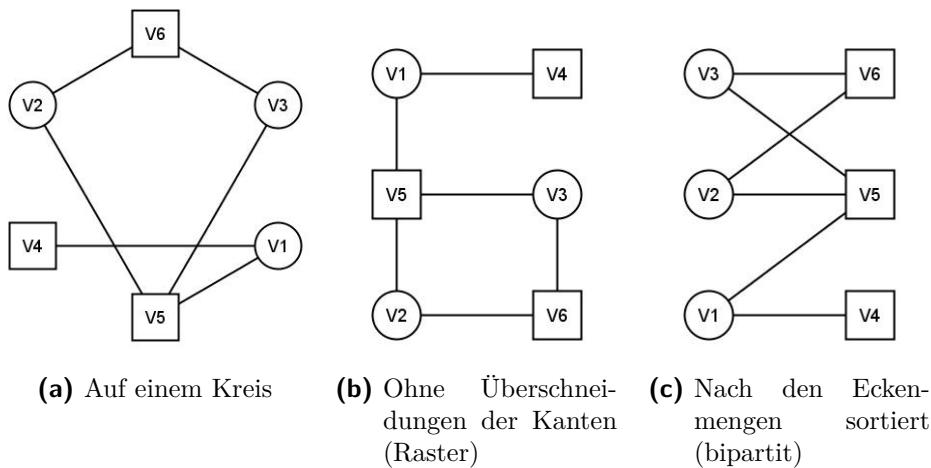 V6
V2
V3
V4
V1
V5
V1
V4
V5
V3
V2
V6
V3
V6
V2
V5
V1
V4
(a) Auf einem Kreis
(b) Ohne Überschnei-
dungen der Kanten
(Raster)
(c) Nach den Ecken-
mengen sortiert
(bipartit)